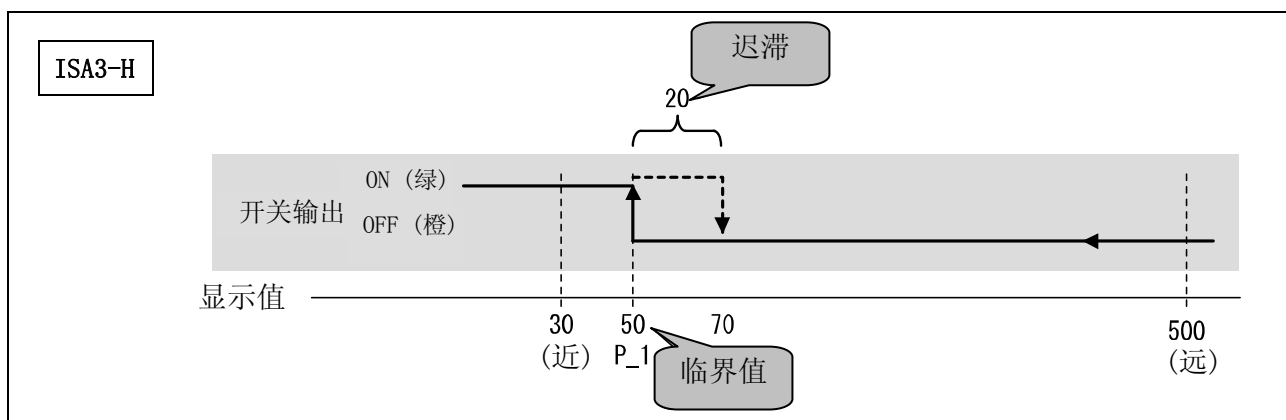 ISA3-H
迟滞
20
ON（绿）
开关输出
OFF（橙）
显示值
30
（近）
50
P_1
临界值
70
500
（远）